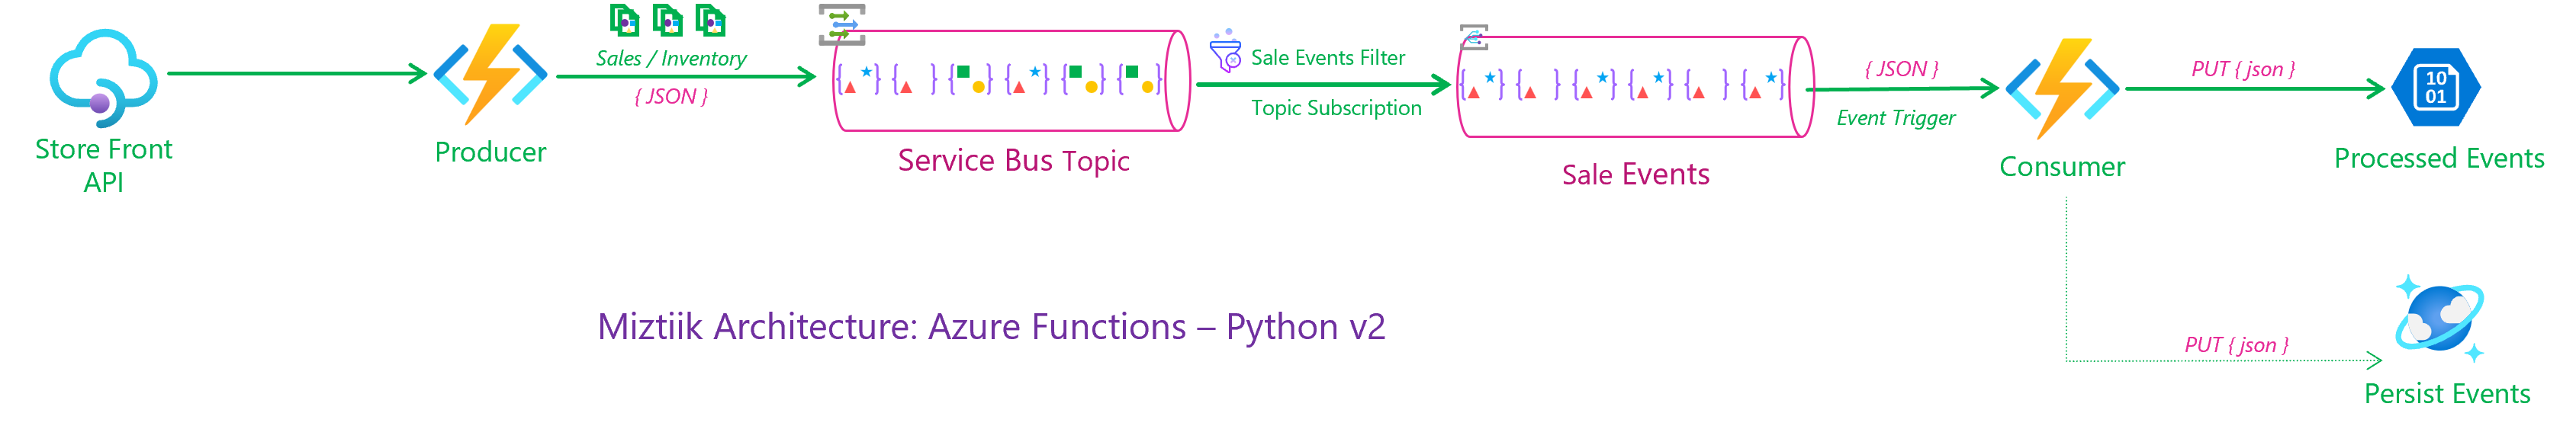 Sales / Inventory
{ JSON }
Sale Events Filter
Topic Subscription
{ JSON }
Event Trigger
PUT { json }
10
01
Store Front
API
Producer
Service Bus Topic
Sale Events
Consumer
Processed Events
Miztiik Architecture: Azure Functions – Python v2
PUT { json }
Persist Events